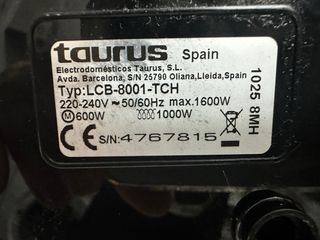 taurus Spain
Electrodomésticos Taurus, S.L.
Avda. Barcelona, S/N 25790 Oliana, Lleida, Spain
Typ:LCB-8001-TCH
220-240V ~ 50/60Hz max.1600W
M 600W 1000W
CE S/N: 4767815
1025 8MH